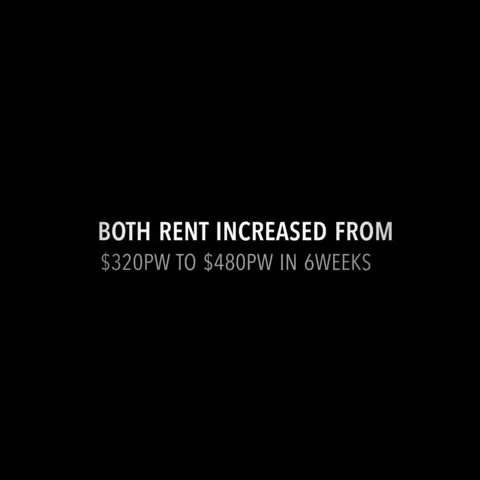 BOTH RENT INCREASED FROM
$320PW TO $480PW IN 6WEEKS